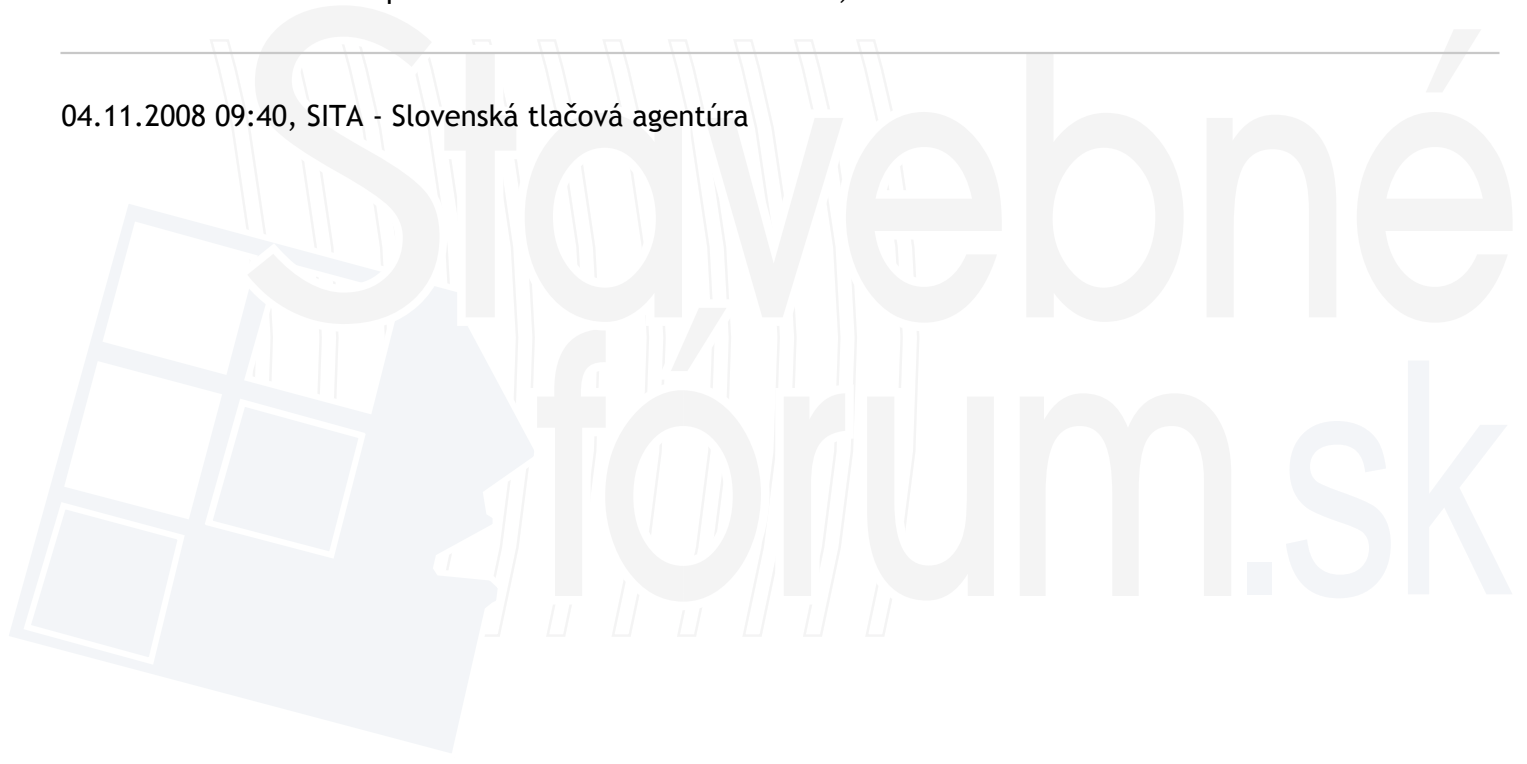 04.11.2008 09:40, SITA - Slovenská tlačová agentúra
Stavebné
fórum.sk